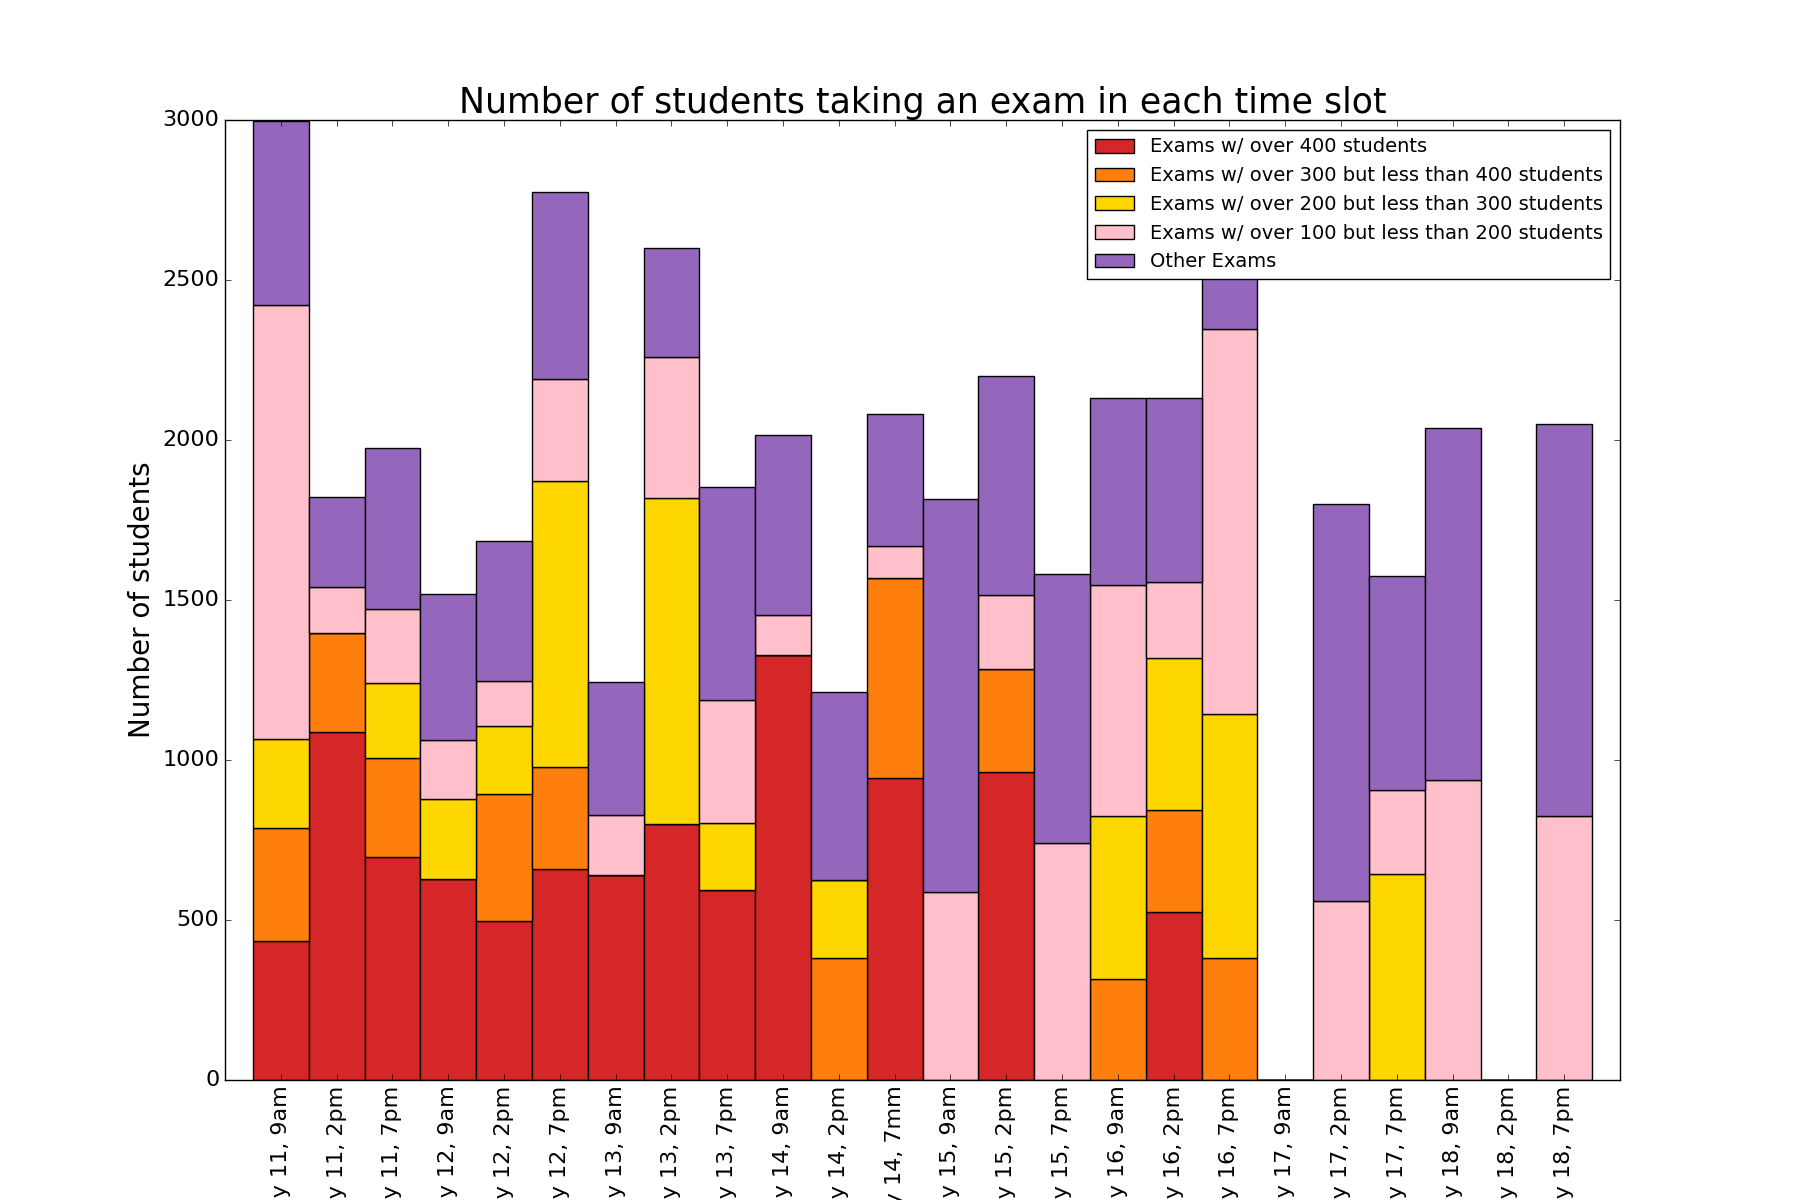 Number of students taking an exam in each time slot
Exams w/ over 400 students
Exams w/ over 300 but less than 400 students
Exams w/ over 200 but less than 300 students
Exams w/ over 100 but less than 200 students
Other Exams
Number of students
3000
2500
2000
1500
1000
500
0
y 11, 9am
y 11, 2pm
y 11, 7pm
y 12, 9am
y 12, 2pm
y 12, 7pm
y 13, 9am
y 13, 2pm
y 13, 7pm
y 14, 9am
y 14, 2pm
y 14, 7mm
y 15, 9am
y 15, 2pm
y 15, 7pm
y 16, 9am
y 16, 2pm
y 16, 7pm
y 17, 9am
y 17, 2pm
y 17, 7pm
y 18, 9am
y 18, 2pm
y 18, 7pm